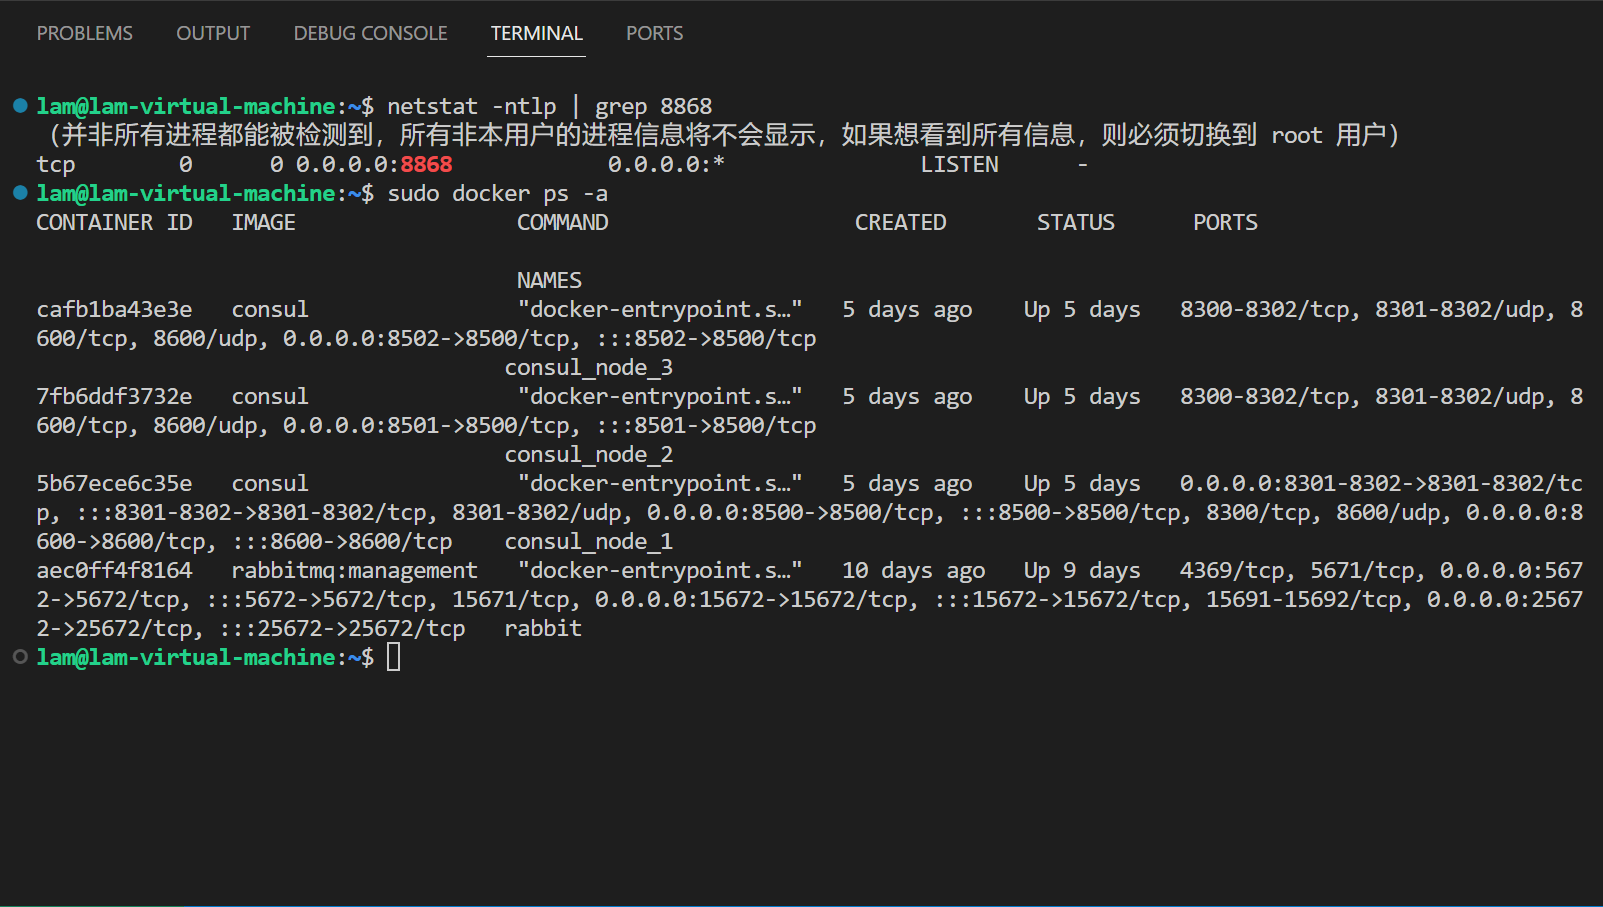 PROBLEMS OUTPUT DEBUG CONSOLE TERMINAL PORTS
lam@lam-virtual-machine:~$ netstat -ntlp | grep 8868
（并非所有进程都能被检测到，所有非本用户的进程信息将不会显示，如果想看到所有信息，则必须切换到 root 用户）
tcp        0      0 0.0.0.0:8868            0.0.0.0:*               LISTEN      -
lam@lam-virtual-machine:~$ sudo docker ps -a
CONTAINER ID   IMAGE                 COMMAND                   CREATED       STATUS      PORTS
NAMES
cafb1ba43e3e   consul                "docker-entrypoint.s…"   5 days ago    Up 5 days   8300-8302/tcp, 8301-8302/udp, 8
600/tcp, 8600/udp, 0.0.0.0:8502->8500/tcp, :::8502->8500/tcp
consul_node_3
7fb6ddf3732e   consul                "docker-entrypoint.s…"   5 days ago    Up 5 days   8300-8302/tcp, 8301-8302/udp, 8
600/tcp, 8600/udp, 0.0.0.0:8501->8500/tcp, :::8501->8500/tcp
consul_node_2
5b67ece6c35e   consul                "docker-entrypoint.s…"   5 days ago    Up 5 days   0.0.0.0:8301-8302->8301-8302/tc
p, :::8301-8302->8301-8302/tcp, 8301-8302/udp, 0.0.0.0:8500->8500/tcp, :::8500->8500/tcp, 8300/tcp, 8600/udp, 0.0.0.0:8
600->8600/tcp, :::8600->8600/tcp    consul_node_1
aec0ff4f8164   rabbitmq:management   "docker-entrypoint.s…"   10 days ago   Up 9 days   4369/tcp, 5671/tcp, 0.0.0.0:567
2->5672/tcp, :::5672->5672/tcp, 15671/tcp, 0.0.0.0:15672->15672/tcp, :::15672->15672/tcp, 15691-15692/tcp, 0.0.0.0:2567
2->25672/tcp, :::25672->25672/tcp   rabbit
lam@lam-virtual-machine:~$